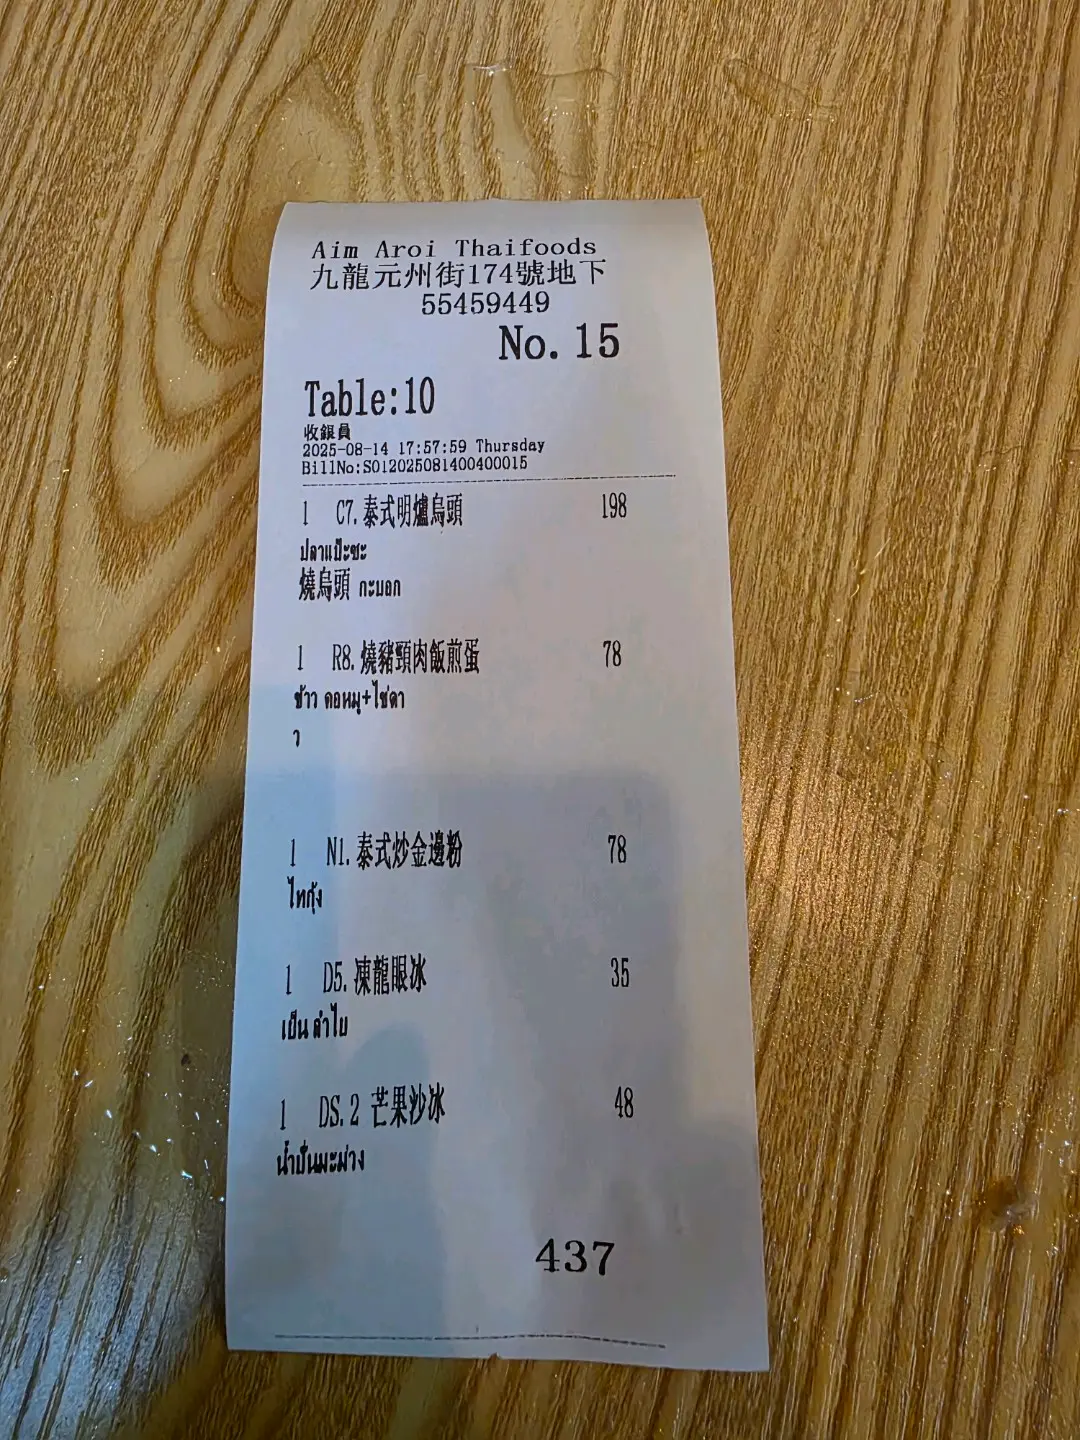 Aim Aroi Thaifoods
九龍元州街174號地下
55459449
No. 15
Table:10
收銀員
2025-08-14 17:57:59 Thursday
BillNo:S012025081400400015
1 C7. 泰式明爐烏頭 198
ปลาแป๊ะซะ
燒烏頭 กะบอก
1 R8. 燒豬頸肉飯煎蛋 78
ข้าว คอหมู+ไข่ดา
ว
1 N1. 泰式炒金邊粉 78
ไทกุ้ง
1 D5. 凍龍眼冰 35
เย็น ลำไย
1 DS.2 芒果沙冰 48
น้ำปั่นมะม่วง
437